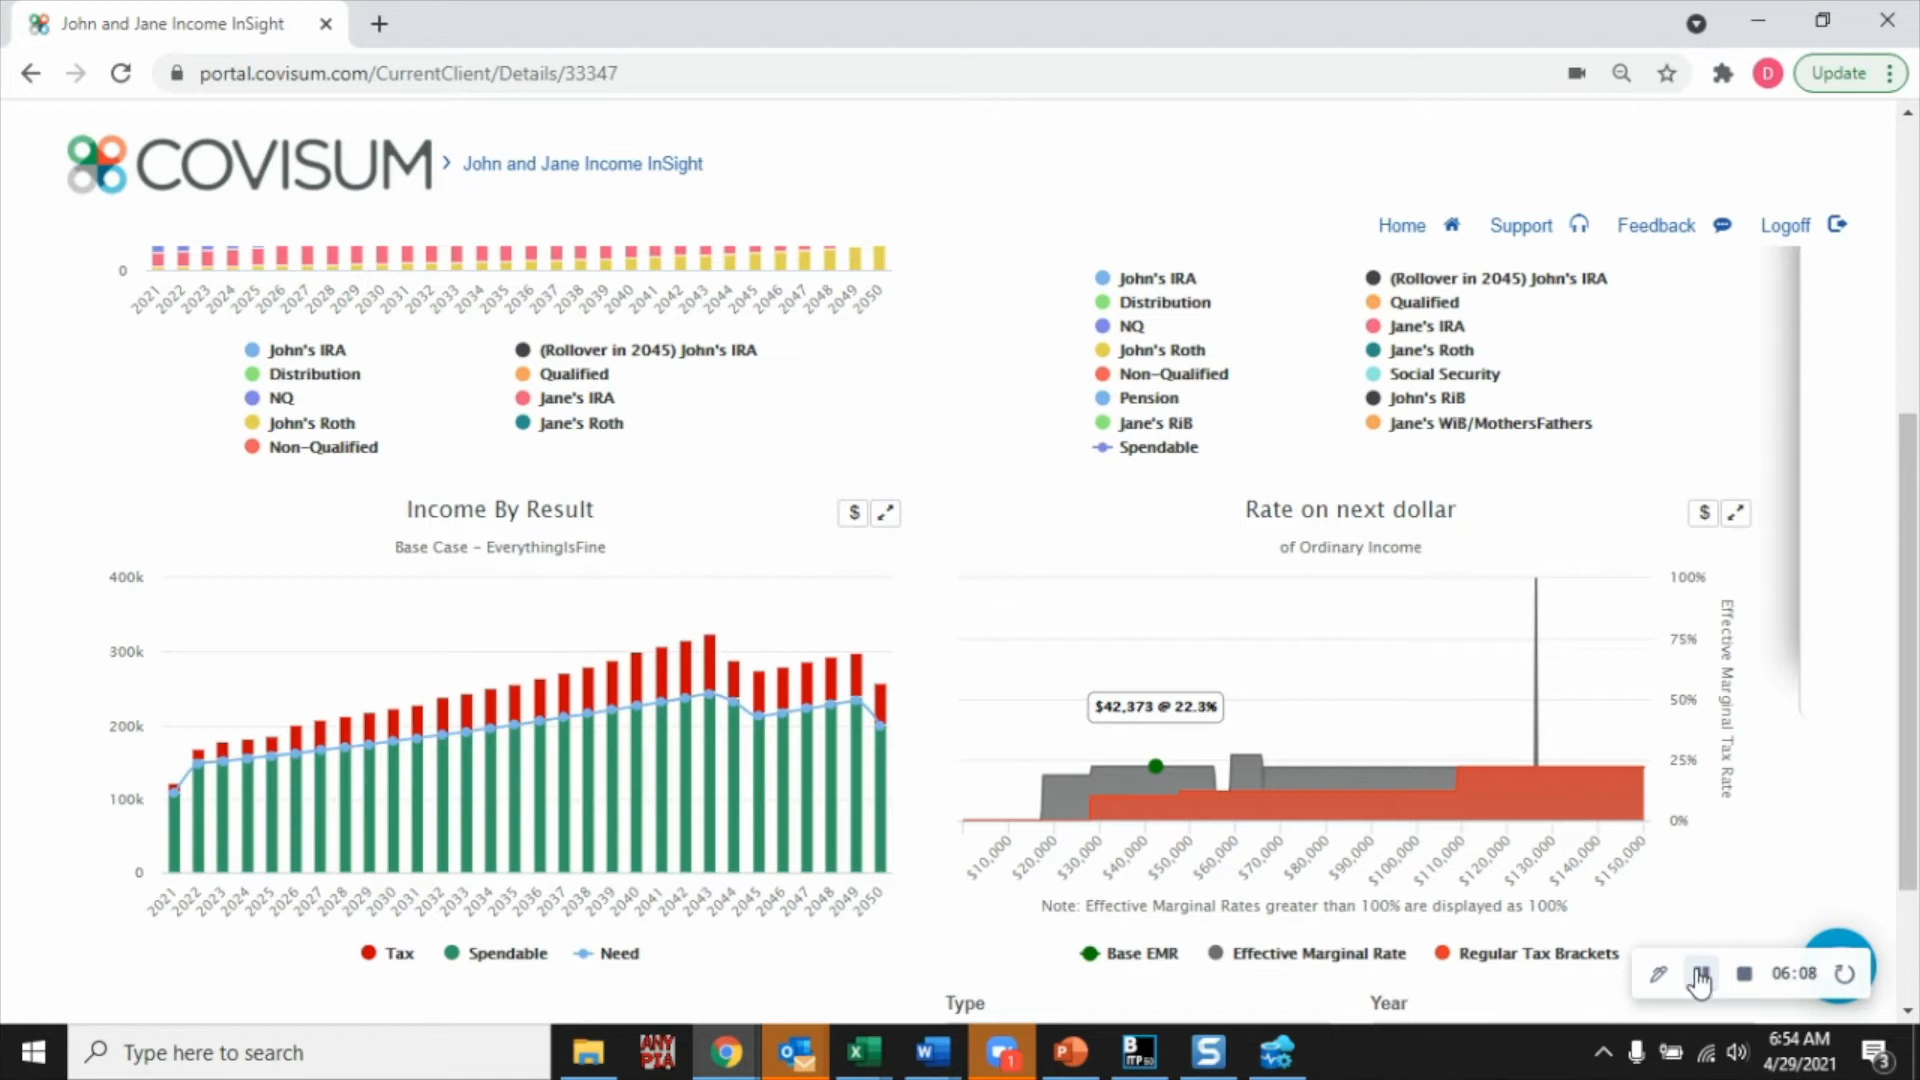 John and Jane Income InSight
portal.covisum.com/CurrentClient/Details/33347
D
Update
COVISUM
John and Jane Income InSight
Home
Support
Feedback
Logoff
0
2021 2022 2023 2024 2025 2026 2027 2028 2029 2030 2031 2032 2033 2034 2035 2036 2037 2038 2039 2040 2041 2042 2043 2044 2045 2046 2047 2048 2049 2050
John's IRA
(Rollover in 2045) John's IRA
Distribution
Qualified
NQ
Jane's IRA
John's Roth
Jane's Roth
Non-Qualified
John's IRA
(Rollover in 2045) John's IRA
Distribution
Qualified
NQ
Jane's IRA
John's Roth
Jane's Roth
Non-Qualified
Social Security
Pension
John's RiB
Jane's RiB
Jane's WiB/MothersFathers
Spendable
Income By Result
$
Base Case - EverythingIsFine
400k
300k
200k
100k
0
2021 2022 2023 2024 2025 2026 2027 2028 2029 2030 2031 2032 2033 2034 2035 2036 2037 2038 2039 2040 2041 2042 2043 2044 2045 2046 2047 2048 2049 2050
Tax
Spendable
Need
Rate on next dollar
$
of Ordinary Income
100%
75%
50%
25%
0%
Effective Marginal Tax Rate
$42,373 @ 22.3%
$10,000 $20,000 $30,000 $40,000 $50,000 $60,000 $70,000 $80,000 $90,000 $100,000 $110,000 $120,000 $130,000 $140,000 $150,000
Note: Effective Marginal Rates greater than 100% are displayed as 100%
Base EMR
Effective Marginal Rate
Regular Tax Brackets
06:08
Type
Year
Type here to search
ANY
PTA
1
B
ITP 50
S
6:54 AM
4/29/2021
3